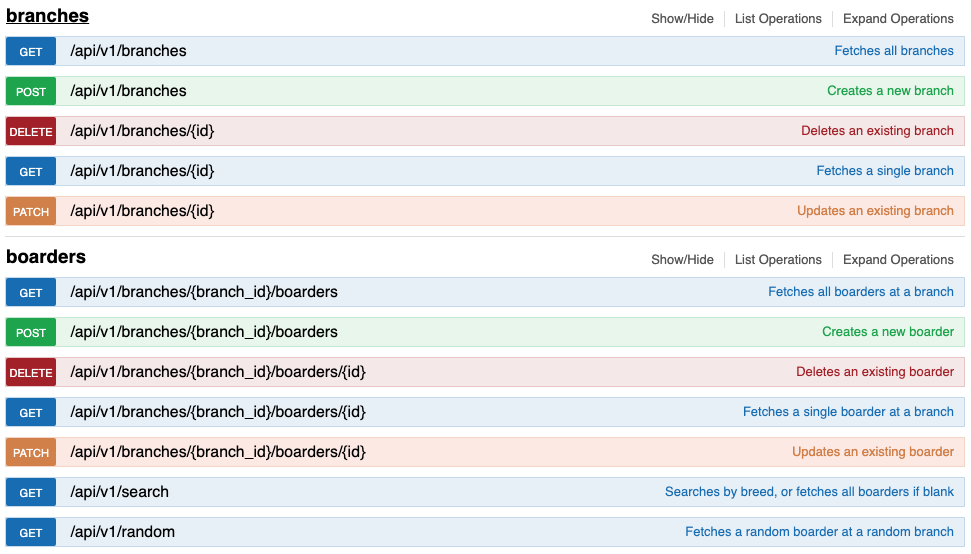 branches Show/Hide List Operations Expand Operations
GET /api/v1/branches Fetches all branches
POST /api/v1/branches Creates a new branch
DELETE /api/v1/branches/{id} Deletes an existing branch
GET /api/v1/branches/{id} Fetches a single branch
PATCH /api/v1/branches/{id} Updates an existing branch
boarders Show/Hide List Operations Expand Operations
GET /api/v1/branches/{branch_id}/boarders Fetches all boarders at a branch
POST /api/v1/branches/{branch_id}/boarders Creates a new boarder
DELETE /api/v1/branches/{branch_id}/boarders/{id} Deletes an existing boarder
GET /api/v1/branches/{branch_id}/boarders/{id} Fetches a single boarder at a branch
PATCH /api/v1/branches/{branch_id}/boarders/{id} Updates an existing boarder
GET /api/v1/search Searches by breed, or fetches all boarders if blank
GET /api/v1/random Fetches a random boarder at a random branch